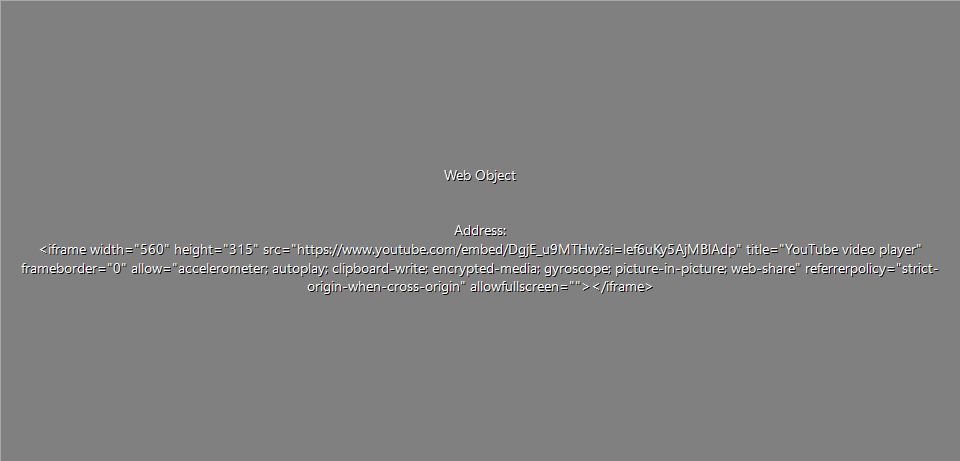 Web Object
Address:
<iframe width="560" height="315" src="https://www.youtube.com/embed/DgjE_u9MTHw?si=lef6uKy5AjMBlAdp" title="YouTube video player"
frameborder="0" allow="accelerometer; autoplay; clipboard-write; encrypted-media; gyroscope; picture-in-picture; web-share" referrerpolicy="strict-
origin-when-cross-origin" allowfullscreen=""></iframe>